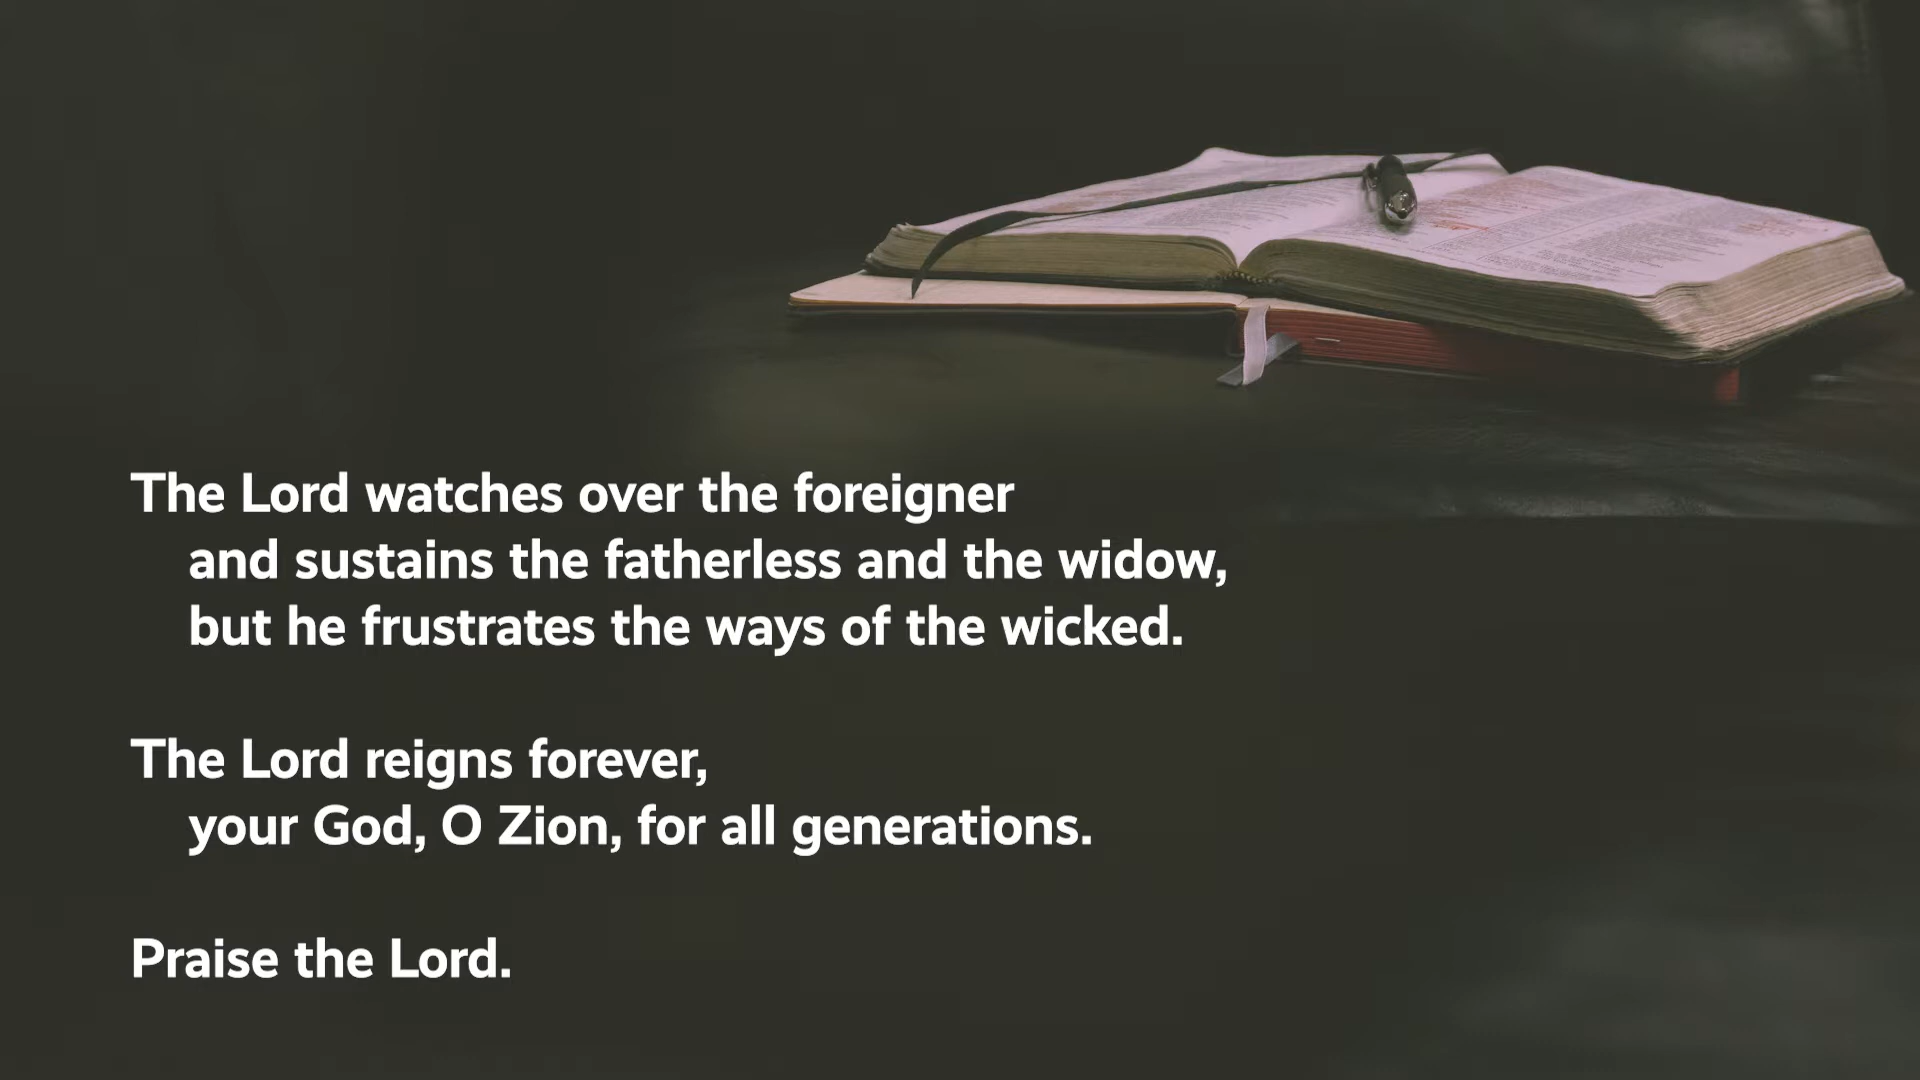 The Lord watches over the foreigner
and sustains the fatherless and the widow,
but he frustrates the ways of the wicked.
The Lord reigns forever,
your God, O Zion, for all generations.
Praise the Lord.